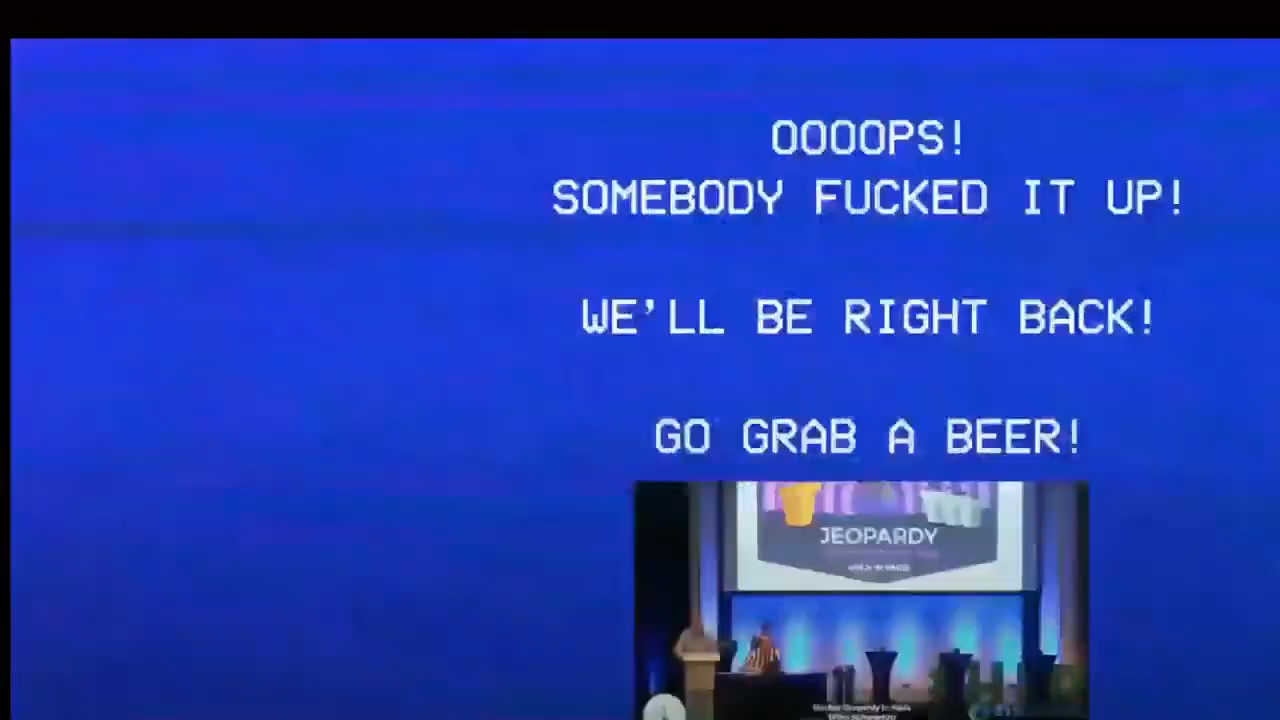 OOOOPS!
SOMEBODY FUCKED IT UP!
WE'LL BE RIGHT BACK!
GO GRAB A BEER!
JEOPARDY